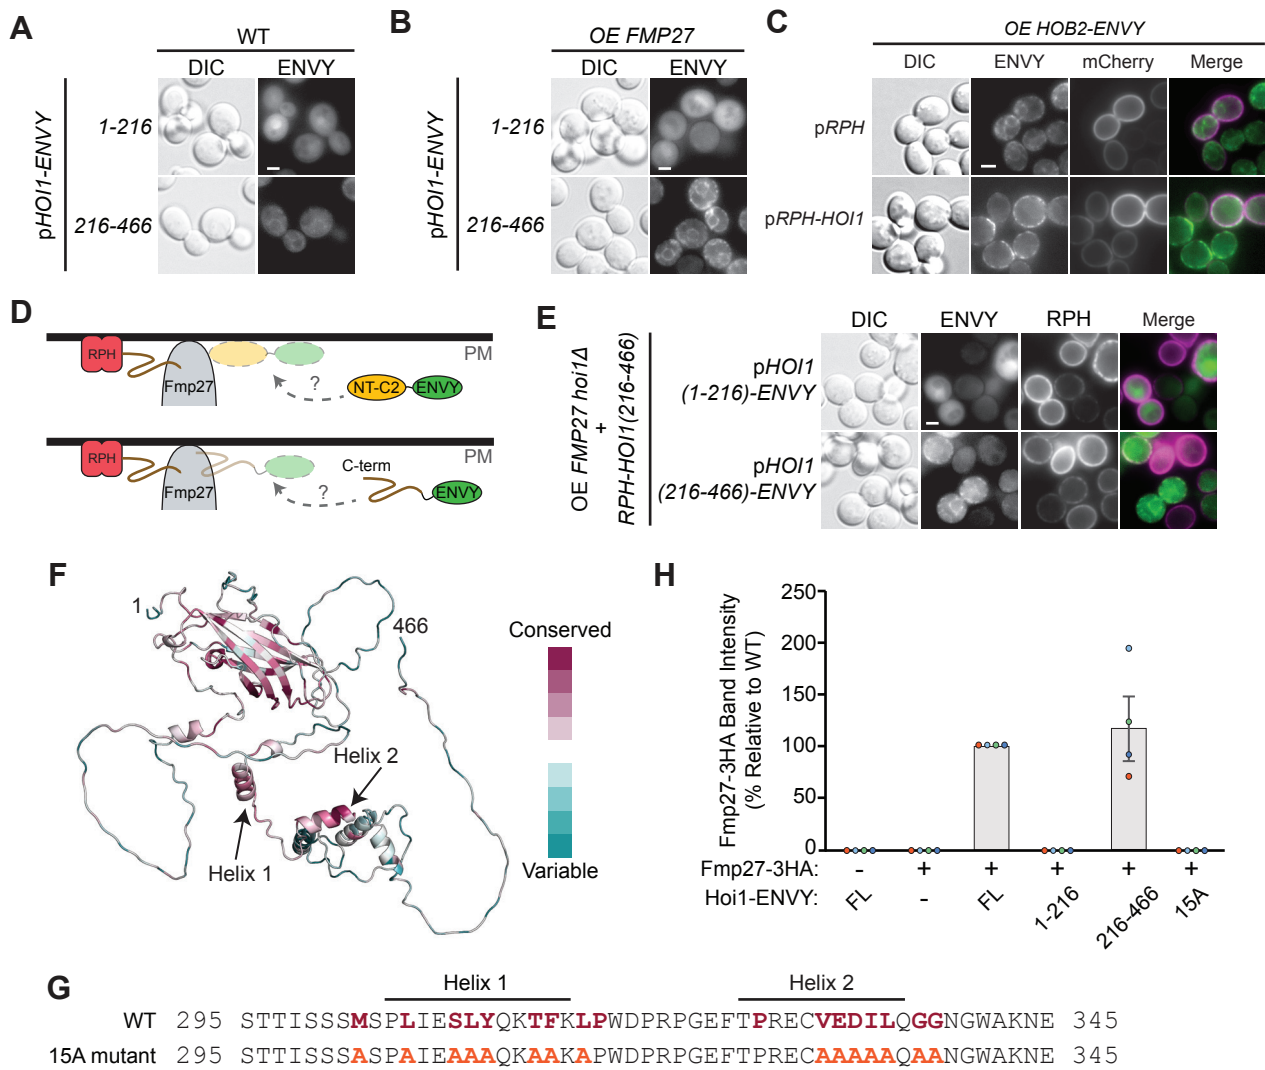 A
WT
DIC ENVY
pHOI1-ENVY
1-216
216-466
B
OE FMP27
DIC ENVY
pHOI1-ENVY
1-216
216-466
C
OE HOB2-ENVY
DIC ENVY mCherry Merge
pRPH
pRPH-HOI1
D
RPH
Fmp27
PM
?
NT-C2
ENVY
RPH
Fmp27
PM
C-term
?
ENVY
E
DIC ENVY RPH Merge
OE FMP27 hoi1Δ
+
RPH-HOI1(216-466)
pHOI1
(1-216)-ENVY
pHOI1
(216-466)-ENVY
F
1
466
Helix 2
Helix 1
Conserved
Variable
H
Fmp27-3HA Band Intensity
(% Relative to WT)
250
200
150
100
50
0
Fmp27-3HA: - + + + + +
Hoi1-ENVY: FL - FL 1-216 216-466 15A
G
Helix 1 Helix 2
WT 295 STTISSSMSPLIESLYQKTFKLPWDPRPGEFTPRECVEDILQGGNGWAKNE 345
15A mutant 295 STTISSSASPAIEAAAQKAAKAPWDPRPGEFTPRECAAAAAQAANGWAKNE 345